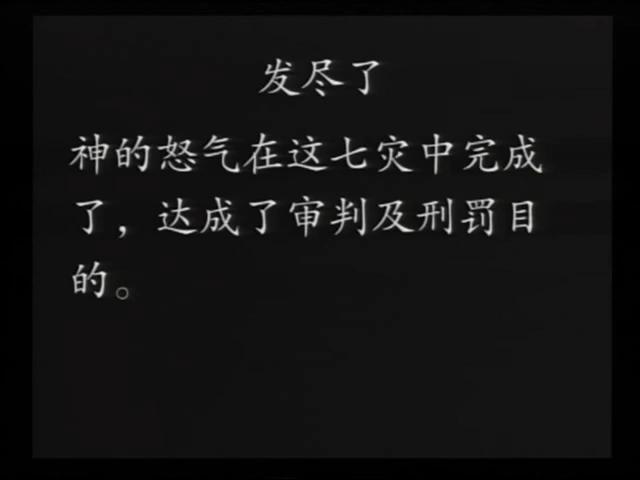 发尽了
神的怒气在这七灾中完成
了，达成了审判及刑罚目
的。